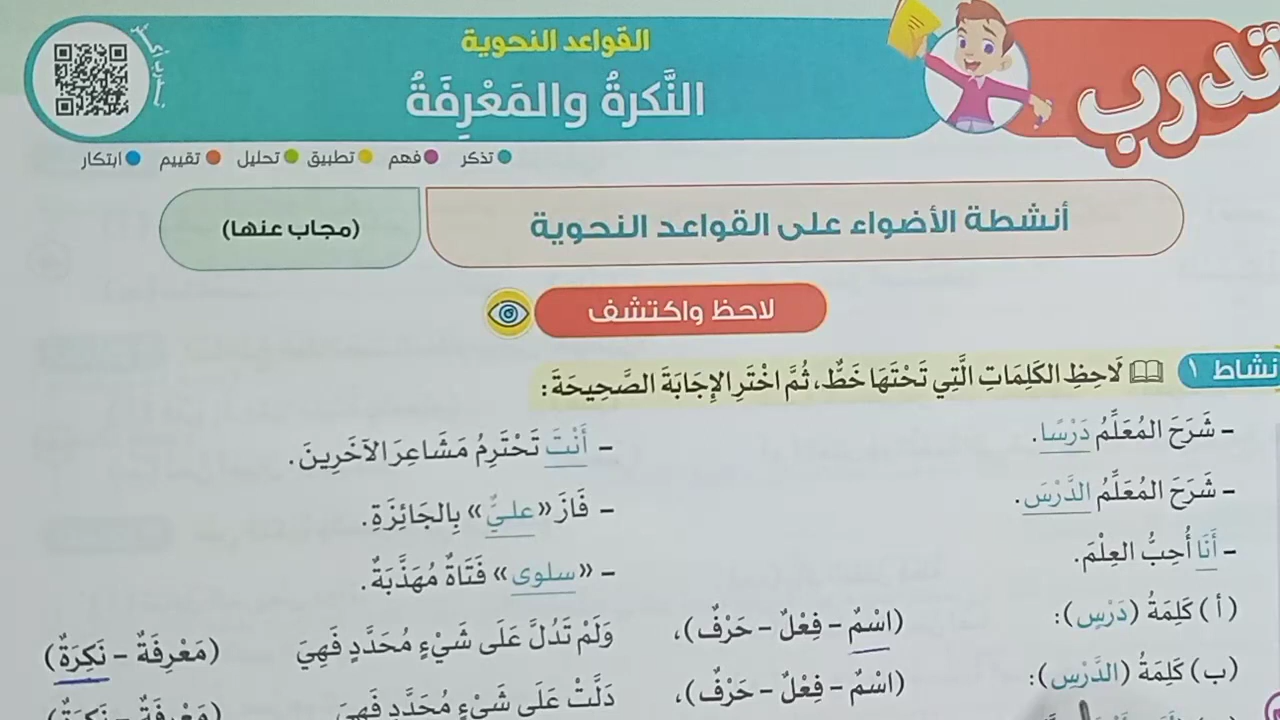 تدرب
القواعد النحوية
النَّكرةُ والمَعْرِفَةُ
تذكر فهم تطبيق تحليل تقييم ابتكار
أنشطة الأضواء على القواعد النحوية (مجاب عنها)
لاحظ واكتشف
نشاط ١ لَاحِظِ الكَلِمَاتِ الَّتِي تَحْتَهَا خَطٌّ، ثُمَّ اخْتَرِ الإِجَابَةَ الصَّحِيحَةَ:
- شَرَحَ المُعَلِّمُ دَرْسًا.
- أَنْتَ تَحْتَرِمُ مَشَاعِرَ الآخَرِينَ.
- شَرَحَ المُعَلِّمُ الدَّرْسَ.
- فَازَ «عليٌّ» بِالجَائِزَةِ.
- أَنَا أُحِبُّ العِلْمَ.
- «سلوى» فَتَاةٌ مُهَذَّبَةٌ.
(أ) كَلِمَةُ (دَرْسٍ): (اسْمٌ - فِعْلٌ - حَرْفٌ)، وَلَمْ تَدُلَّ عَلَى شَيْءٍ مُحَدَّدٍ فَهِيَ (مَعْرِفَةٌ - نَكِرَةٌ)
(ب) كَلِمَةُ (الدَّرْسِ): (اسْمٌ - فِعْلٌ - حَرْفٌ)، دَلَّتْ عَلَى شَيْءٍ مُحَدَّدٍ فَهِيَ (مَعْرِفَةٌ - نَكِرَةٌ)